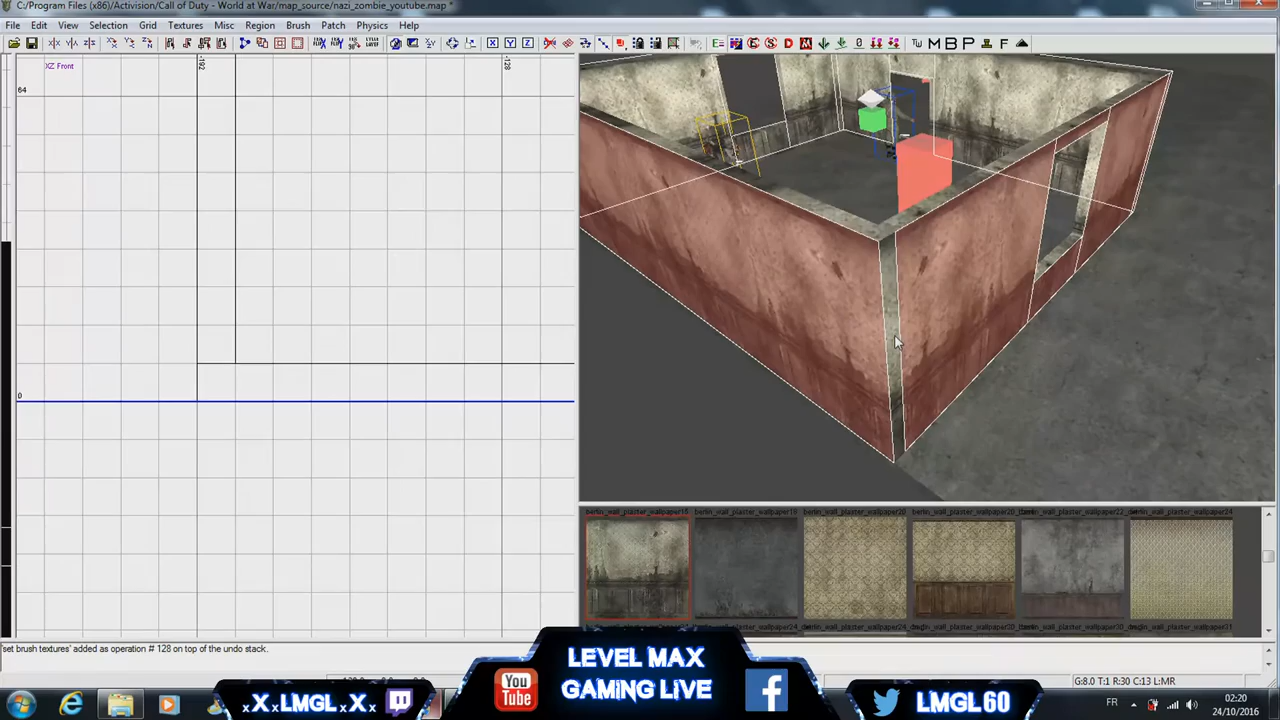 C:/Program Files (x86)/Activision/Call of Duty - World at War/map_source/nazi_zombie_youtube.map *
File Edit View Selection Grid Textures Misc Region Brush Patch Physics Help
XZ Front
-192
-128
64
0
berlin_wall_plaster_wallpaper16
'set brush textures' added as operation # 128 on top of the undo stack.
G:8.0 T:1 R:30 C:13 L:MR
LEVEL MAX
GAMING LIVE
You
Tube
XxLMGLxX
LMGL60
FR
02:20
24/10/2016